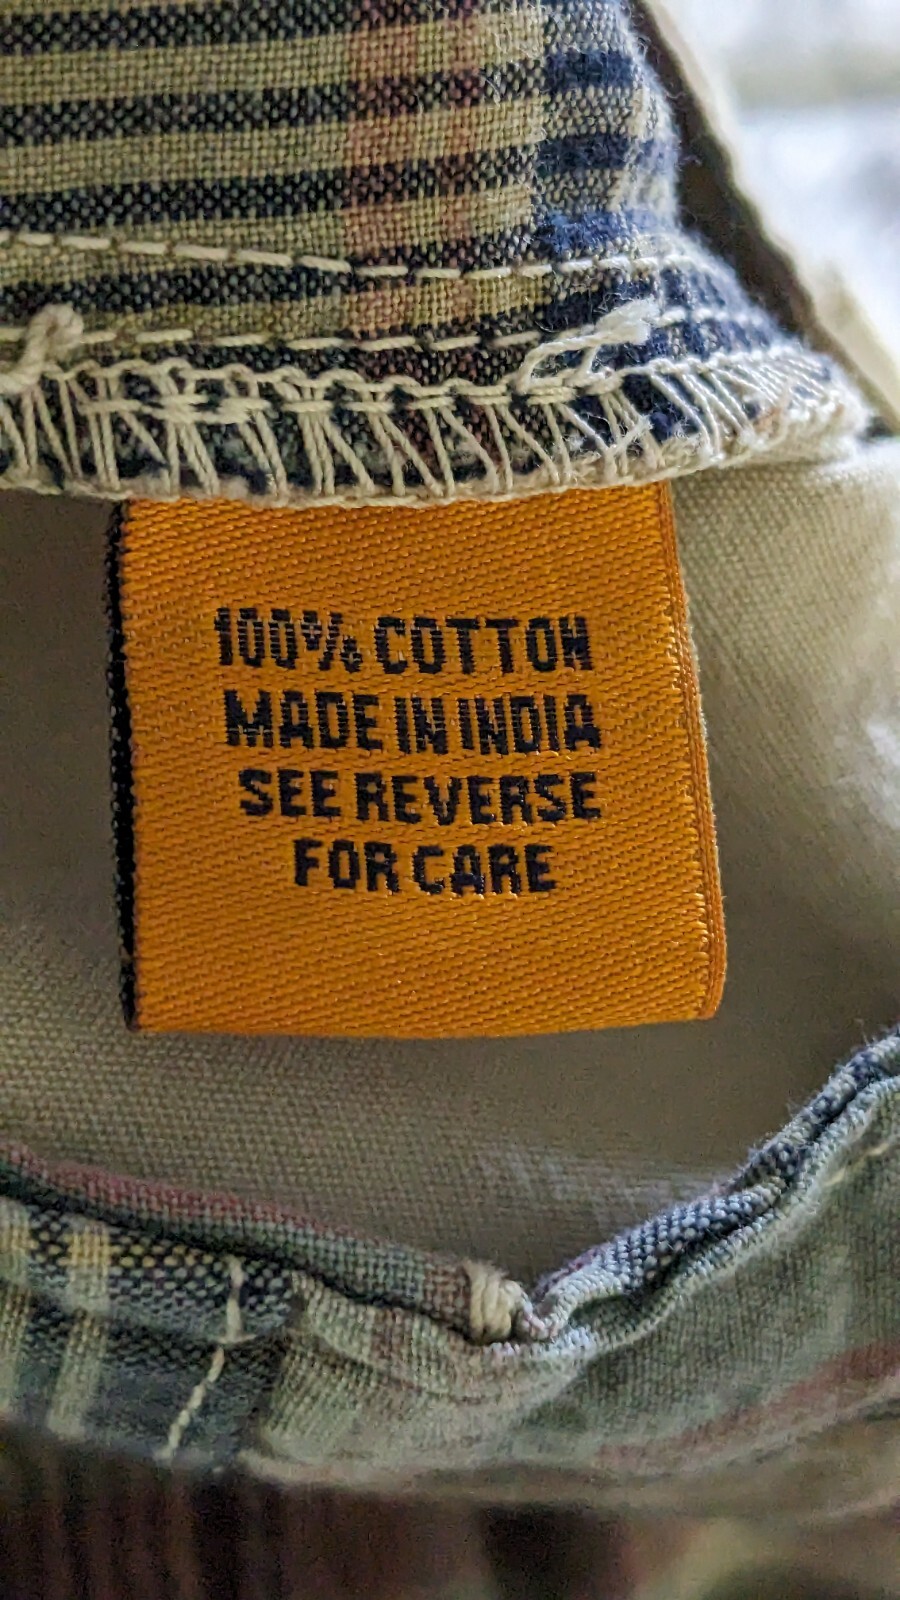 100% COTTON
MADE IN INDIA
SEE REVERSE
FOR CARE